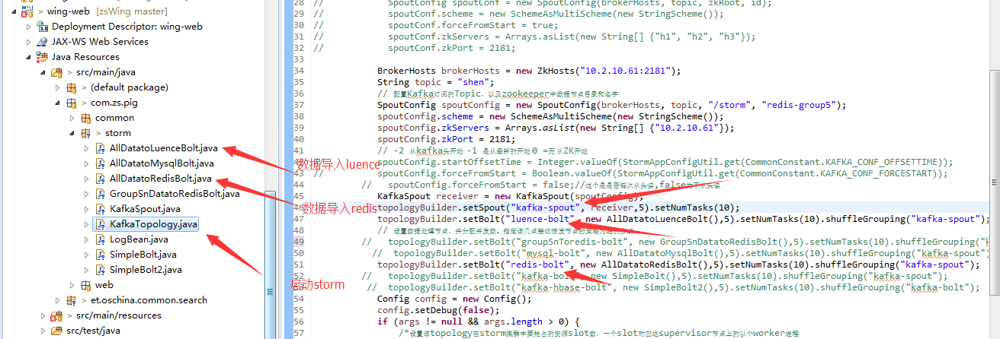 wing-web [zsWing master]
Deployment Descriptor: wing-web
JAX-WS Web Services
Java Resources
> src/main/java
> (default package)
> com.zs.pig
common
> storm
AllDatatoLuenceBolt.java
AllDatatoMysqlBolt.java
AllDatatoRedisBolt.java
GroupSnDatatoRedisBolt.java
KafkaSpout.java
KafkaTopology.java
LogBean.java
SimpleBolt.java
SimpleBolt2.java
> web
> et.oschina.common.search
> src/main/resources
src/test/java
数据导入luence
数据导入redis
启动storm
28 // SpoutConfig spoutConf = new SpoutConfig(brokerHosts, topic, zkRoot, id);
29 // spoutConf.scheme = new SchemeAsMultiScheme(new StringScheme());
30 // spoutConf.forceFromStart = true;
31 // spoutConf.zkServers = Arrays.asList(new String[] {"h1", "h2", "h3"});
32 // spoutConf.zkPort = 2181;
33
34 BrokerHosts brokerHosts = new ZkHosts("10.2.10.61:2181");
35 String topic = "shen";
36 // 配置Kafka订阅的Topic，以及zookeeper中数据节点目录和名字
37 SpoutConfig spoutConfig = new SpoutConfig(brokerHosts, topic, "/storm", "redis-group5");
38 spoutConfig.scheme = new SchemeAsMultiScheme(new StringScheme());
39 spoutConfig.zkServers = Arrays.asList(new String[] {"10.2.10.61"});
40 spoutConfig.zkPort = 2181;
41 // -2 从kafka头开始 -1 是从最新的开始 0 =无 从ZK开始
// spoutConfig.startOffsetTime = Integer.valueOf(StormAppConfigUtil.get(CommonConstant.KAFKA_CONF_OFFSETTIME));
// spoutConfig.forceFromStart = Boolean.valueOf(StormAppConfigUtil.get(CommonConstant.KAFKA_CONF_FORCESTART));
44 // spoutConfig.forceFromStart = false;//这个是是否每次从头读,false为不从头读
45 KafkaSpout receiver = new KafkaSpout(spoutConfig);
46 topologyBuilder.setSpout("kafka-spout", receiver,5).setNumTasks(10);
47 topologyBuilder.setBolt("luence-bolt", new AllDatatoLuenceBolt(),5).setNumTasks(10).shuffleGrouping("kafka-spout");
48 // 设置数据处理节点，并分配并发数。指定该几点接收喷发节点的策略为随机方式
49 // topologyBuilder.setBolt("groupSnToredis-bolt", new GroupSnDatatoRedisBolt(),5).setNumTasks(10).shuffleGrouping("k
50 // topologyBuilder.setBolt("mysql-bolt", new AllDatatoMysqlBolt(),5).setNumTasks(10).shuffleGrouping("kafka-spout")
51 topologyBuilder.setBolt("redis-bolt", new AllDatatoRedisBolt(),5).setNumTasks(10).shuffleGrouping("kafka-spout");
52 // topologyBuilder.setBolt("kafka-bolt", new SimpleBolt(),5).setNumTasks(10).shuffleGrouping("kafka-spout");
// topologyBuilder.setBolt("kafka-hbase-bolt", new SimpleBolt2(),5).setNumTasks(10).shuffleGrouping("kafka-bolt");
54 Config config = new Config();
55 config.setDebug(false);
56 if (args != null && args.length > 0) {
57 /*设置该topology在storm集群中要抢占的资源slot数，一个slot对应这supervisor节点上的以个worker进程